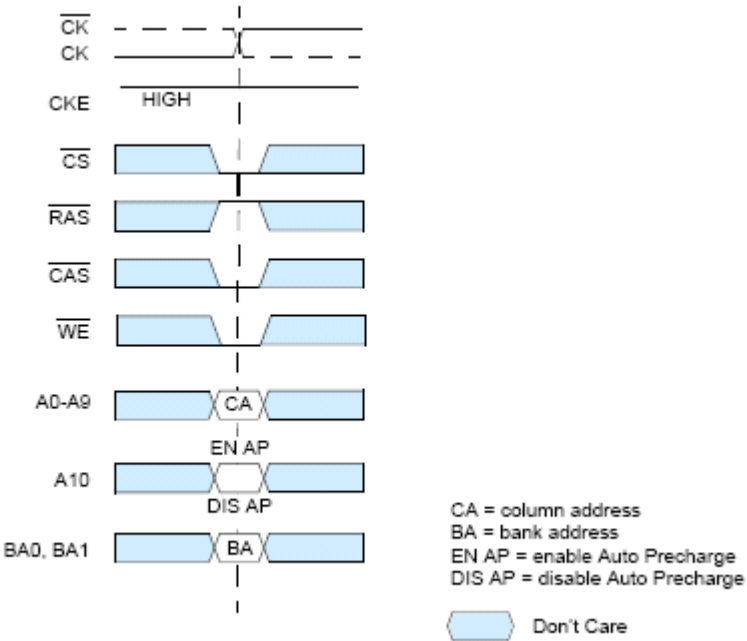 CK
CK
CKE HIGH
CS
RAS
CAS
WE
A0-A9 CA
EN AP
A10
DIS AP
BA0, BA1 BA
CA = column address
BA = bank address
EN AP = enable Auto Precharge
DIS AP = disable Auto Precharge
Don't Care